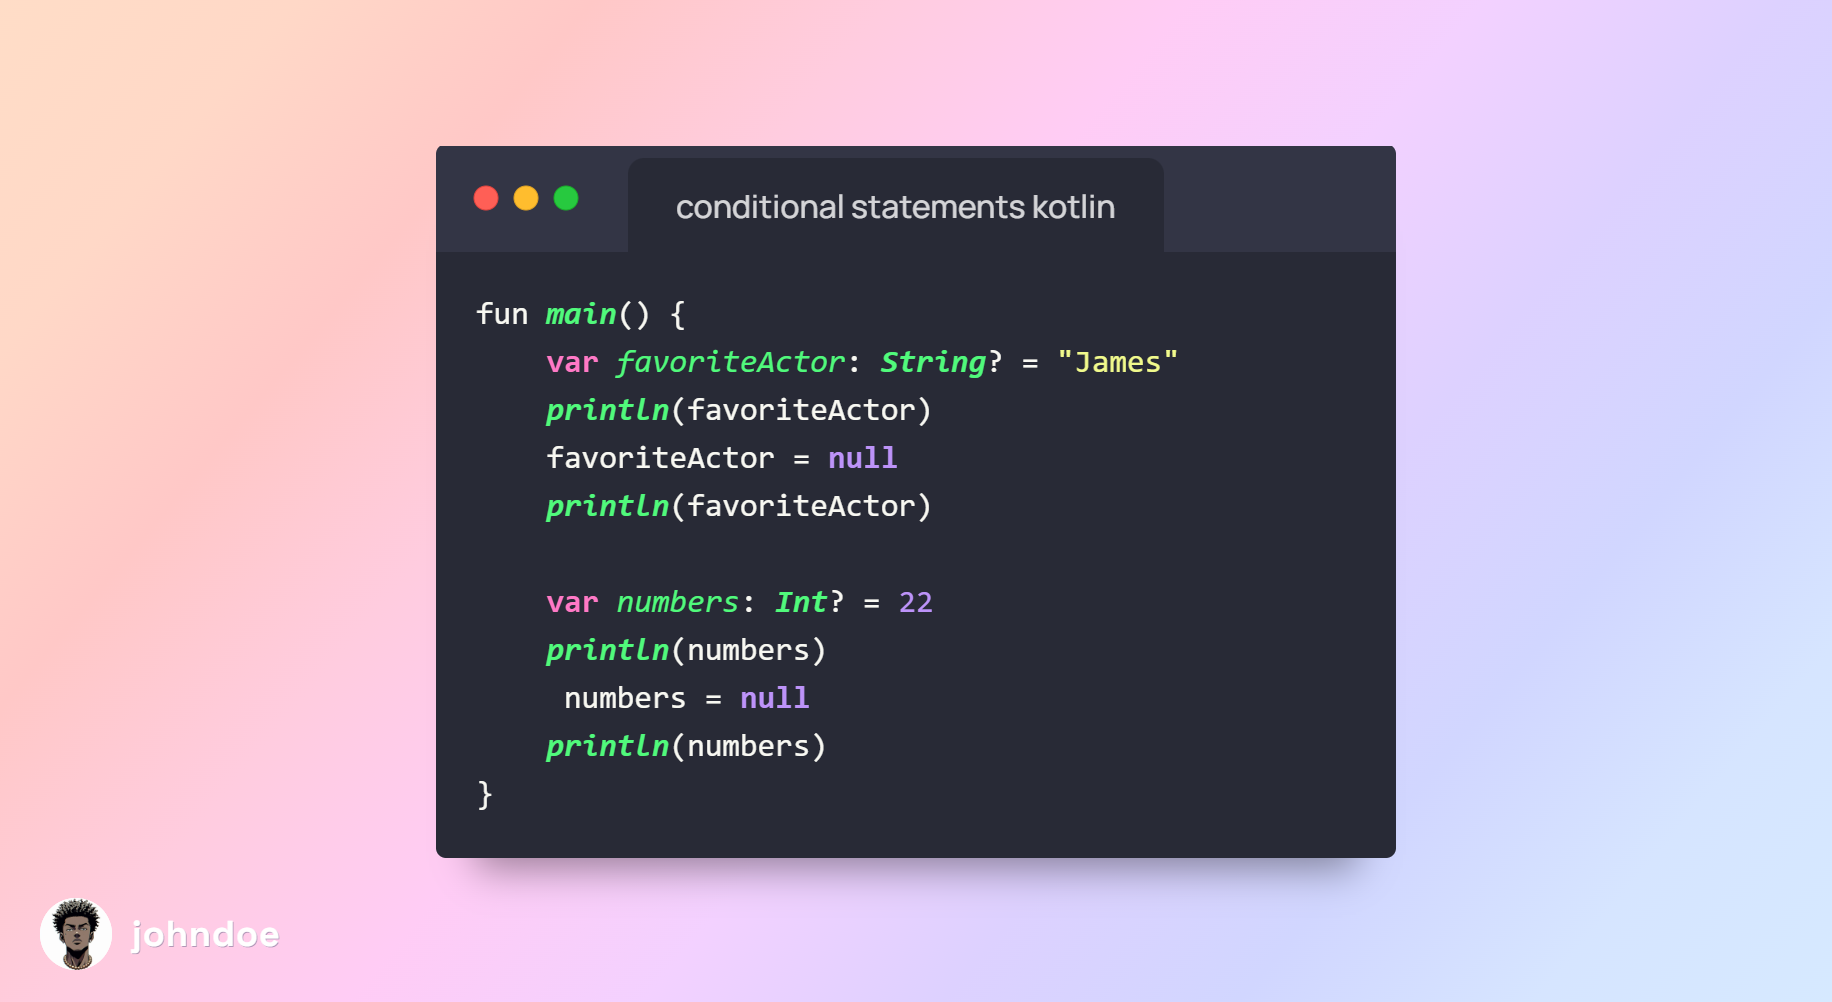 conditional statements kotlin
fun main() {
    var favoriteActor: String? = "James"
    println(favoriteActor)
    favoriteActor = null
    println(favoriteActor)

    var numbers: Int? = 22
    println(numbers)
     numbers = null
    println(numbers)
}
johndoe